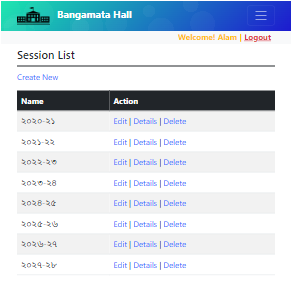 Bangamata Hall
Welcome! Alam | Logout
Session List
Create New
Name Action
২০২০-২১ Edit | Details | Delete
২০২১-২২ Edit | Details | Delete
২০২২-২৩ Edit | Details | Delete
২০২৩-২৪ Edit | Details | Delete
২০২৪-২৫ Edit | Details | Delete
২০২৫-২৬ Edit | Details | Delete
২০২৬-২৭ Edit | Details | Delete
২০২৭-২৮ Edit | Details | Delete